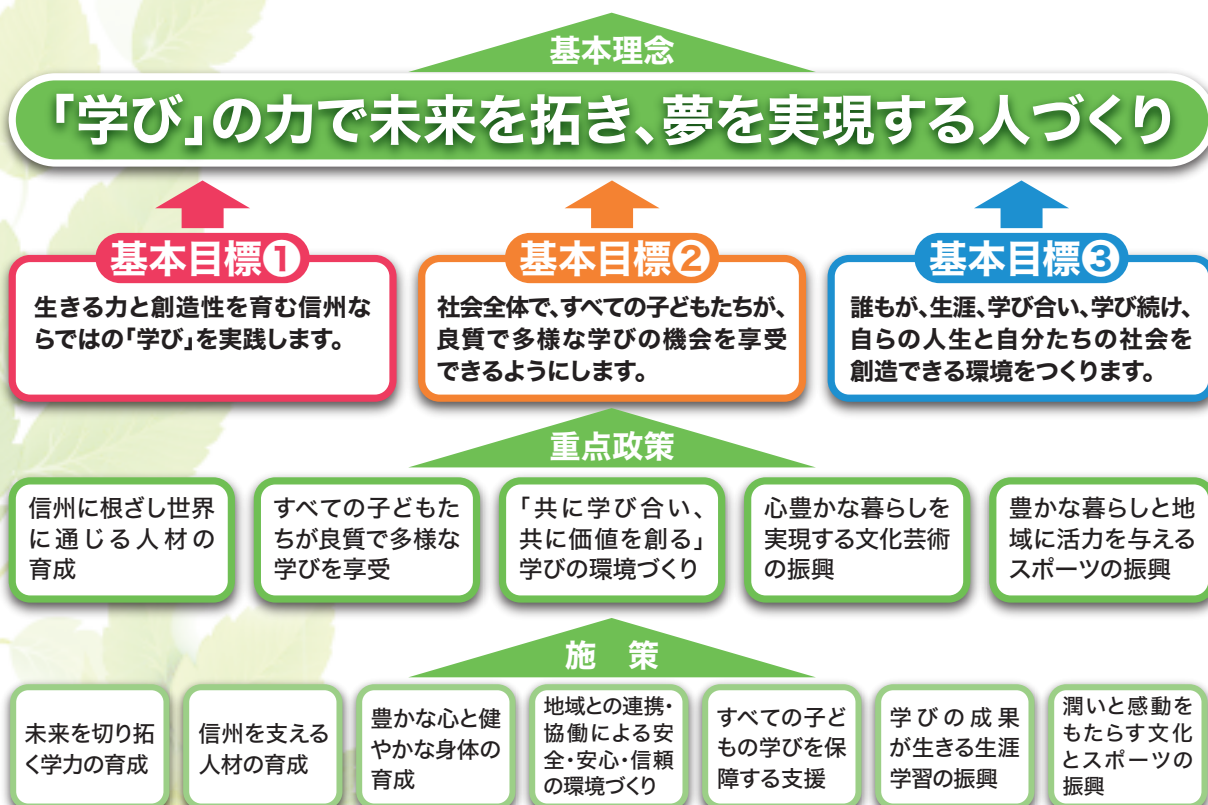 基本理念
「学び」の力で未来を拓き、夢を実現する人づくり
基本目標❶
生きる力と創造性を育む信州な
らではの「学び」を実践します。
基本目標❷
社会全体で、すべての子どもたちが、
良質で多様な学びの機会を享受
できるようにします。
基本目標❸
誰もが、生涯、学び合い、学び続け、
自らの人生と自分たちの社会を
創造できる環境をつくります。
重点政策
信州に根ざし世界
に通じる人材の
育成
すべての子どもた
ちが良質で多様な
学びを享受
「共に学び合い、
共に価値を創る」
学びの環境づくり
心豊かな暮らしを
実現する文化芸術
の振興
豊かな暮らしと地
域に活力を与える
スポーツの振興
施　策
未来を切り拓
く学力の育成
信州を支える
人材の育成
豊かな心と健
やかな身体の
育成
地域との連携・
協働による安
全・安心・信頼
の環境づくり
すべての子ど
もの学びを保
障する支援
学びの成果
が生きる生涯
学習の振興
潤いと感動を
もたらす文化
とスポーツの
振興